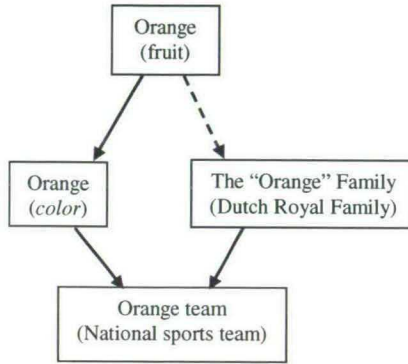 Orange
(fruit)
Orange
(color)
The “Orange” Family
(Dutch Royal Family)
Orange team
(National sports team)